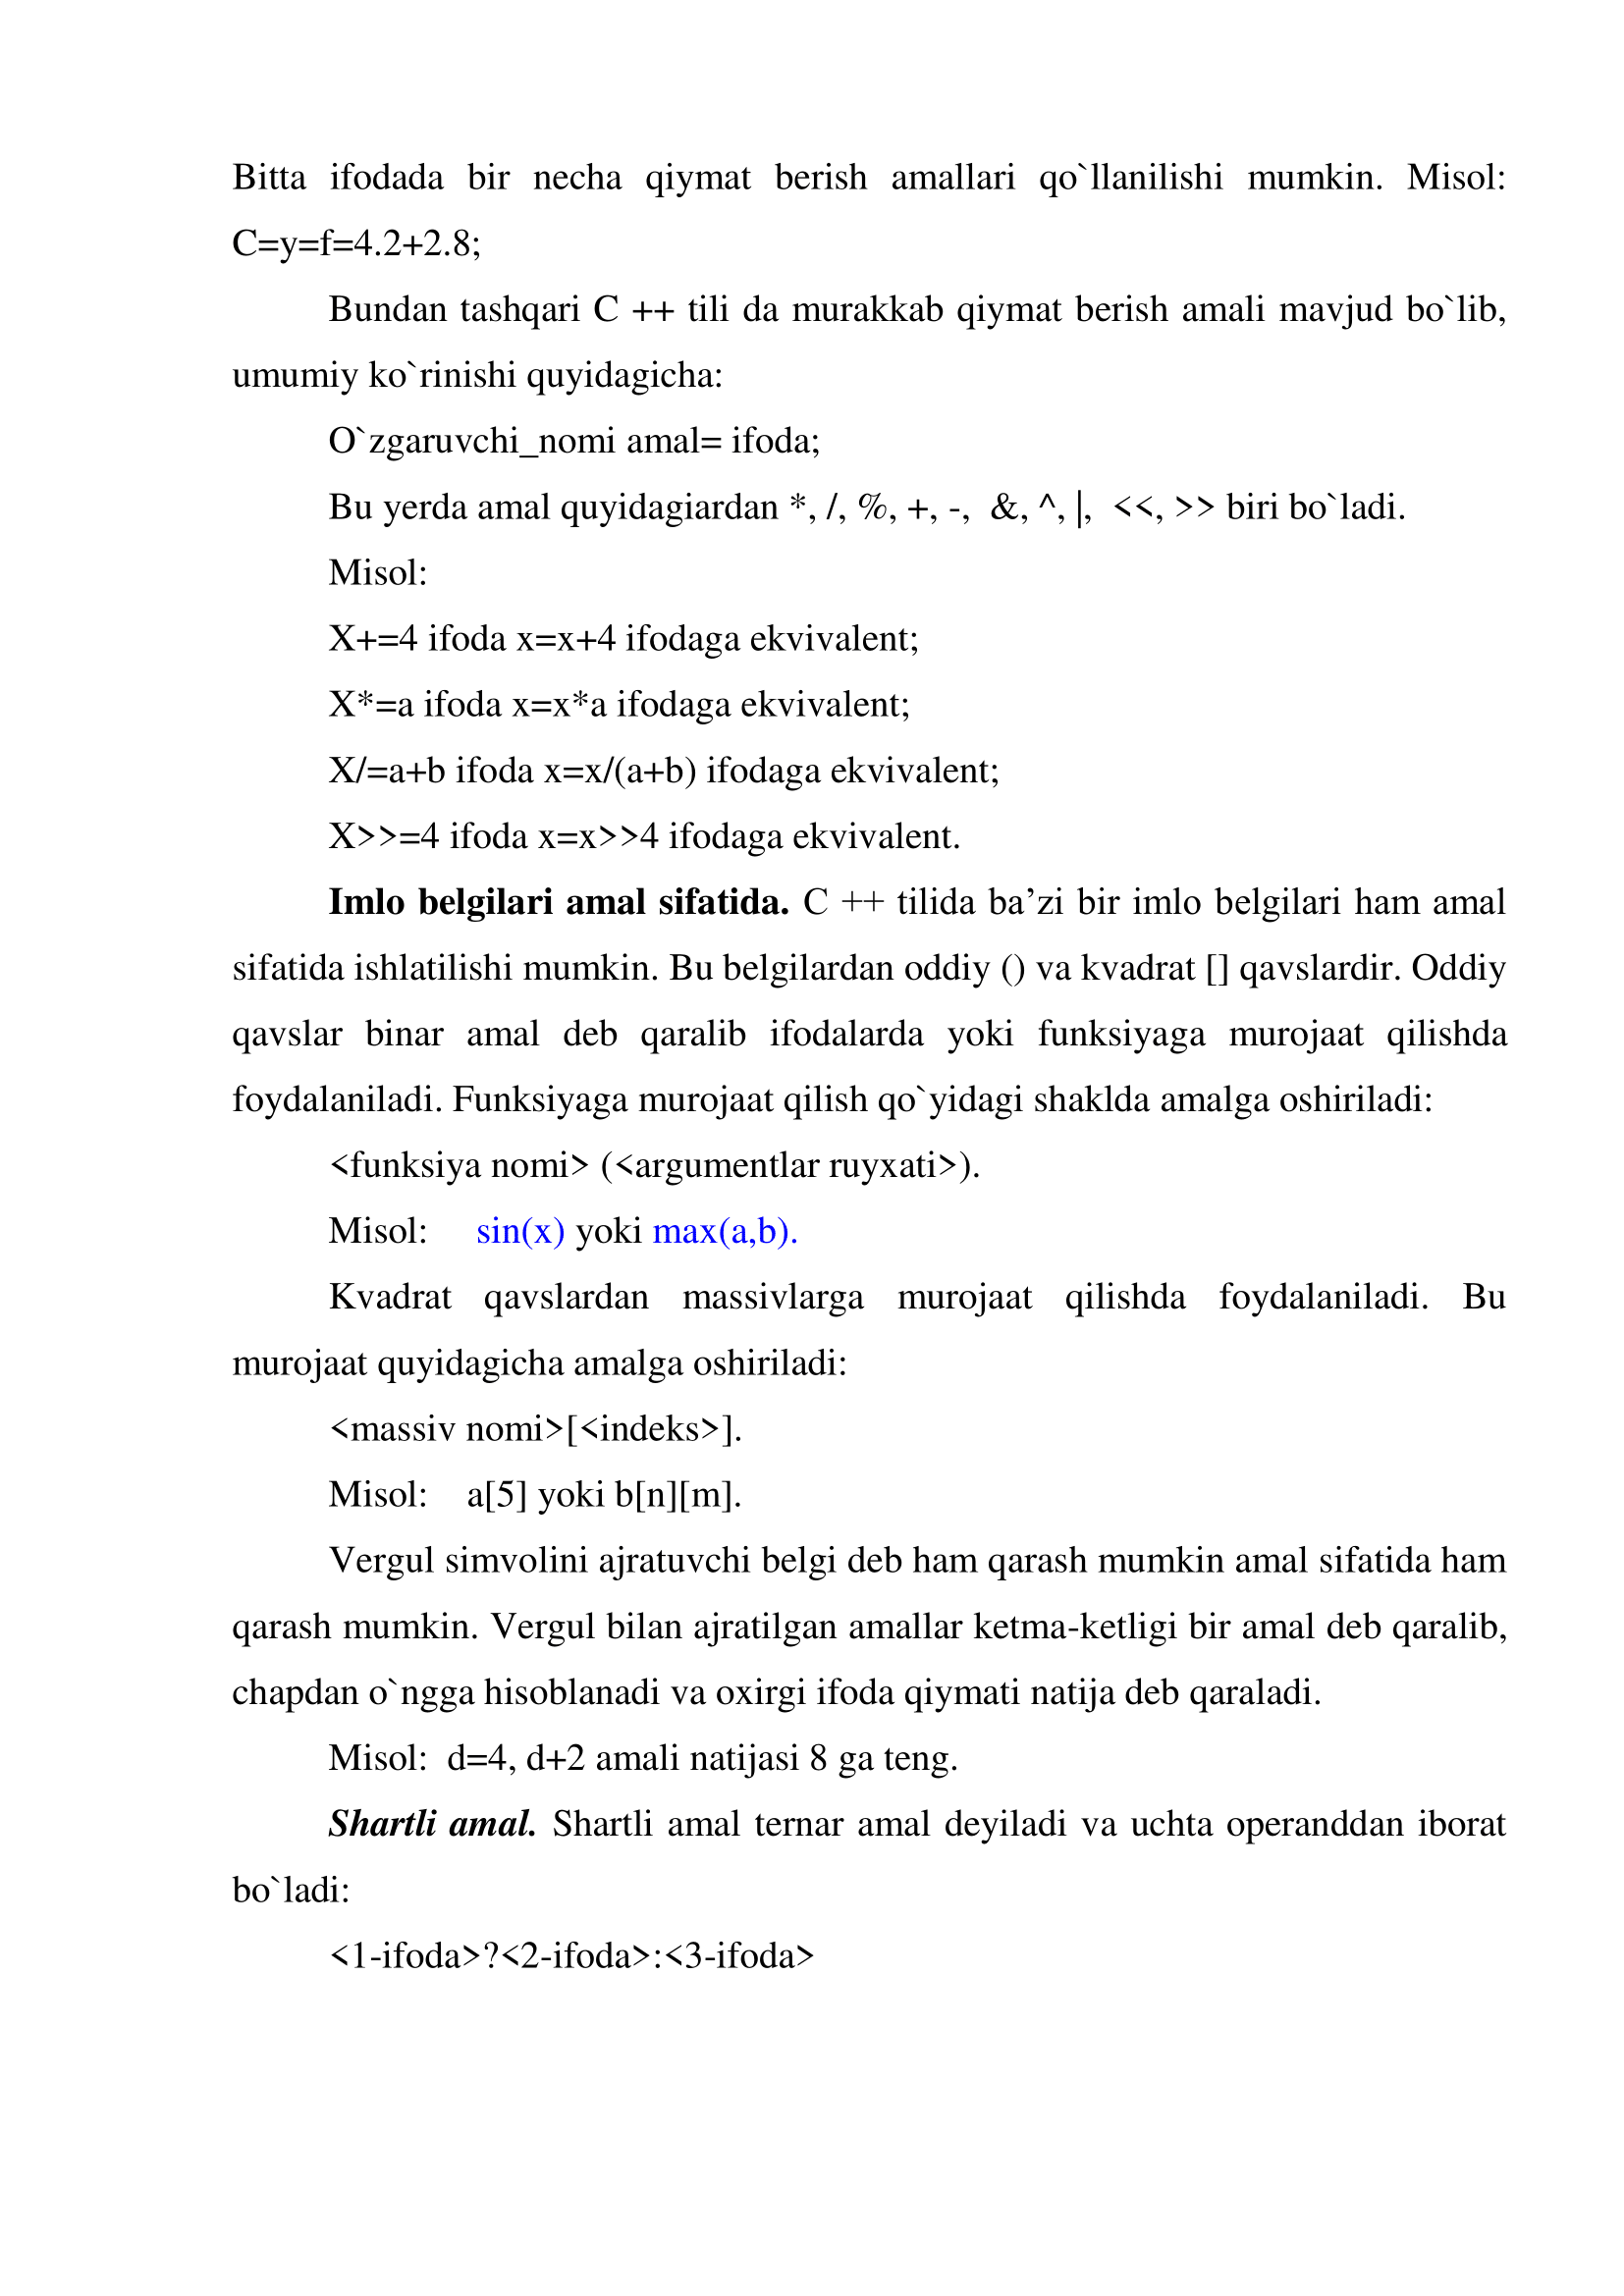 Bitta ifodada bir necha qiymat berish amallari qo`llanilishi mumkin. Misol:
C=y=f=4.2+2.8;
Bundan tashqari C ++ tili da murakkab qiymat berish amali mavjud bo`lib,
umumiy ko`rinishi quyidagicha:
O`zgaruvchi_nomi amal= ifoda;
Bu yerda amal quyidagiardan *, /, %, +, -, &, ^, |, <<, >> biri bo`ladi.
Misol:
X+=4 ifoda x=x+4 ifodaga ekvivalent;
X*=a ifoda x=x*a ifodaga ekvivalent;
X/=a+b ifoda x=x/(a+b) ifodaga ekvivalent;
X>>=4 ifoda x=x>>4 ifodaga ekvivalent.
Imlo belgilari amal sifatida. C ++ tilida ba’zi bir imlo belgilari ham amal
sifatida ishlatilishi mumkin. Bu belgilardan oddiy () va kvadrat [] qavslardir. Oddiy
qavslar binar amal deb qaralib ifodalarda yoki funksiyaga murojaat qilishda
foydalaniladi. Funksiyaga murojaat qilish qo`yidagi shaklda amalga oshiriladi:
<funksiya nomi> (<argumentlar ruyxati>).
Misol: sin(x) yoki max(a,b).
Kvadrat qavslardan massivlarga murojaat qilishda foydalaniladi. Bu
murojaat quyidagicha amalga oshiriladi:
<massiv nomi>[<indeks>].
Misol: a[5] yoki b[n][m].
Vergul simvolini ajratuvchi belgi deb ham qarash mumkin amal sifatida ham
qarash mumkin. Vergul bilan ajratilgan amallar ketma-ketligi bir amal deb qaralib,
chapdan o`ngga hisoblanadi va oxirgi ifoda qiymati natija deb qaraladi.
Misol: d=4, d+2 amali natijasi 8 ga teng.
Shartli amal. Shartli amal ternar amal deyiladi va uchta operanddan iborat
bo`ladi:
<1-ifoda>?<2-ifoda>:<3-ifoda>